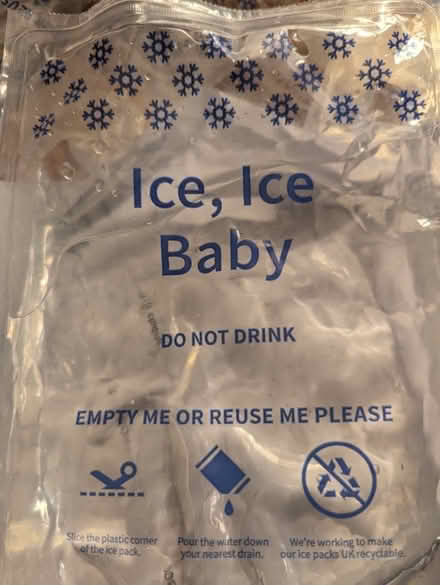 Ice, Ice
Baby
DO NOT DRINK
EMPTY ME OR REUSE ME PLEASE
Slice the plastic corner
of the ice pack.
Pour the water down
your nearest drain.
We're working to make
our ice packs UK recyclable.